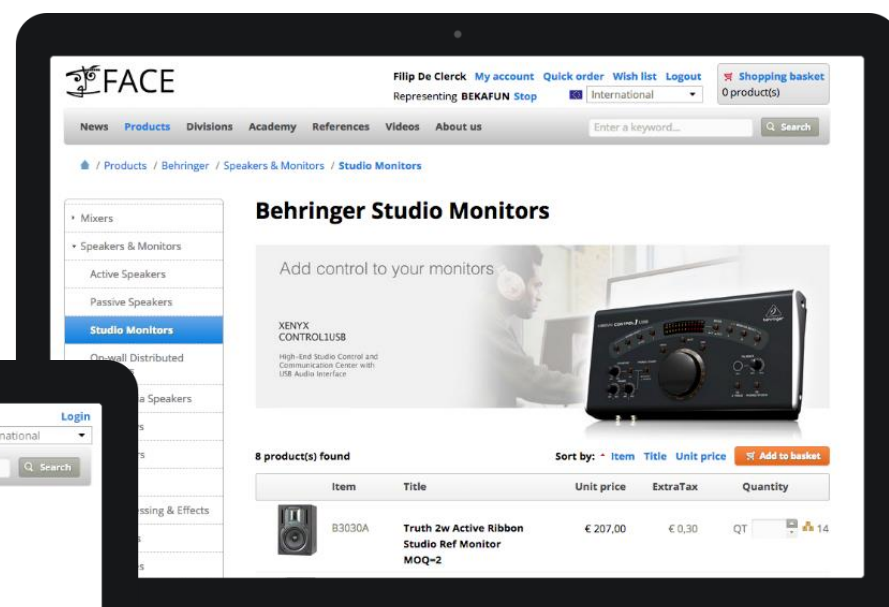 FACE
Filip De Clerck My account Quick order Wish list Logout
Representing BEKAFUN Stop International
Shopping basket
0 product(s)
News Products Divisions Academy References Videos About us
Enter a keyword... Search
/ Products / Behringer / Speakers & Monitors / Studio Monitors
Mixers
Speakers & Monitors
Active Speakers
Passive Speakers
Studio Monitors
On-wall Distributed
a Speakers
essing & Effects
Login
national
Search
Behringer Studio Monitors
Add control to your monitors
XENYX
CONTROL1USB
High-End Studio Control and
Communication Center with
USB Audio Interface
behringer
8 product(s) found
Sort by: Item Title Unit price Add to basket
Item Title Unit price ExtraTax Quantity
B3030A Truth 2w Active Ribbon € 207,00 € 0,30 QT 14
Studio Ref Monitor
MOQ=2